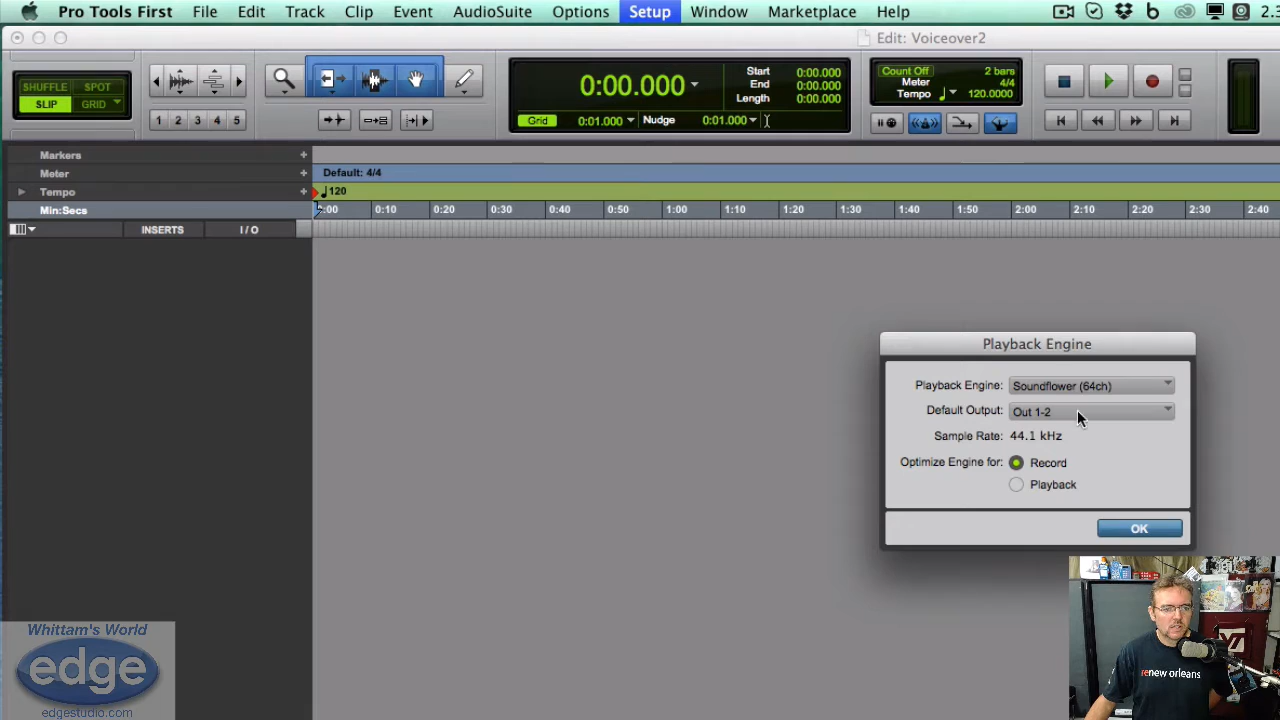 Pro Tools First File Edit Track Clip Event AudioSuite Options Setup Window Marketplace Help 2.3
Edit: Voiceover2
SHUFFLE SPOT
SLIP GRID
1 2 3 4 5
0:00.000
Start 0:00.000
End 0:00.000
Length 0:00.000
Grid 0:01.000 Nudge 0:01.000
Count Off 2 bars
Meter 4/4
Tempo 120.0000
Markers
Meter Default: 4/4
Tempo 120
Min:Secs :00 0:10 0:20 0:30 0:40 0:50 1:00 1:10 1:20 1:30 1:40 1:50 2:00 2:10 2:20 2:30 2:40
INSERTS I / O
Playback Engine
Playback Engine: Soundflower (64ch)
Default Output: Out 1-2
Sample Rate: 44.1 kHz
Optimize Engine for: Record
Playback
OK
Whittam's World
edge
edgestudio.com
renew orleans